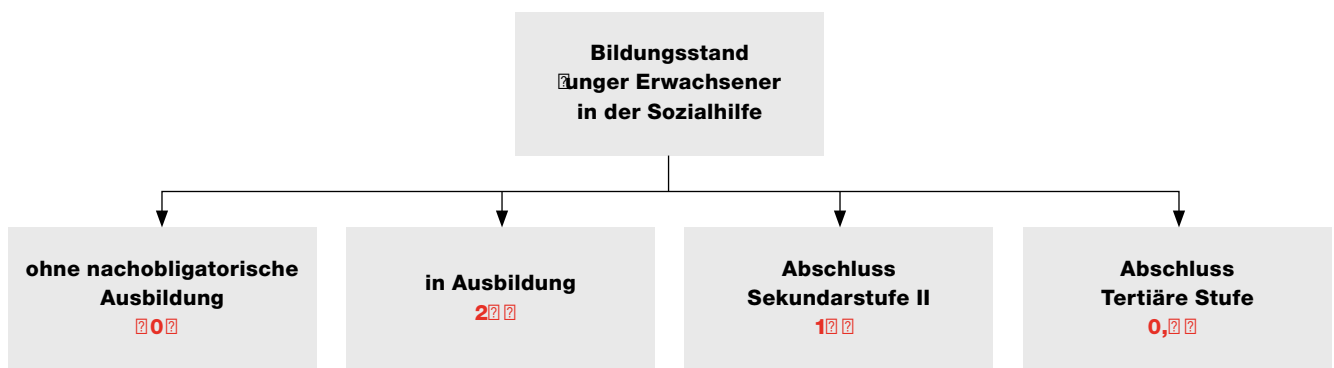 Bildungsstand
Erwachsener
in der Sozialhilfe
ohne nachobligatorische
Ausbildung
in Ausbildung
Abschluss
Sekundarstufe II
Abschluss
Tertiäre Stufe